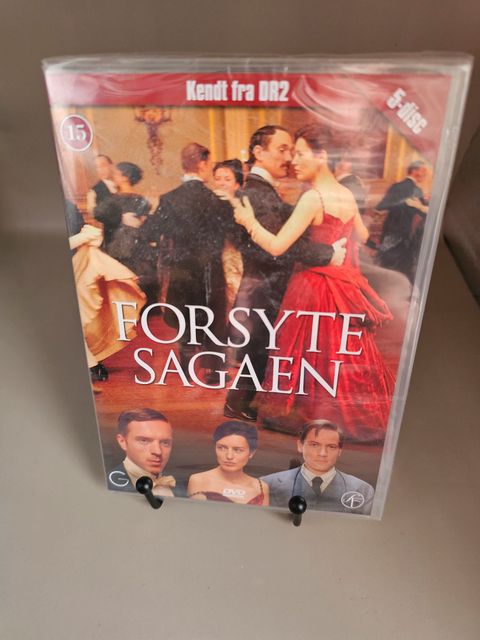 Kendt fra DR2
5-disc
15
FORSYTE
SAGAEN
DVD